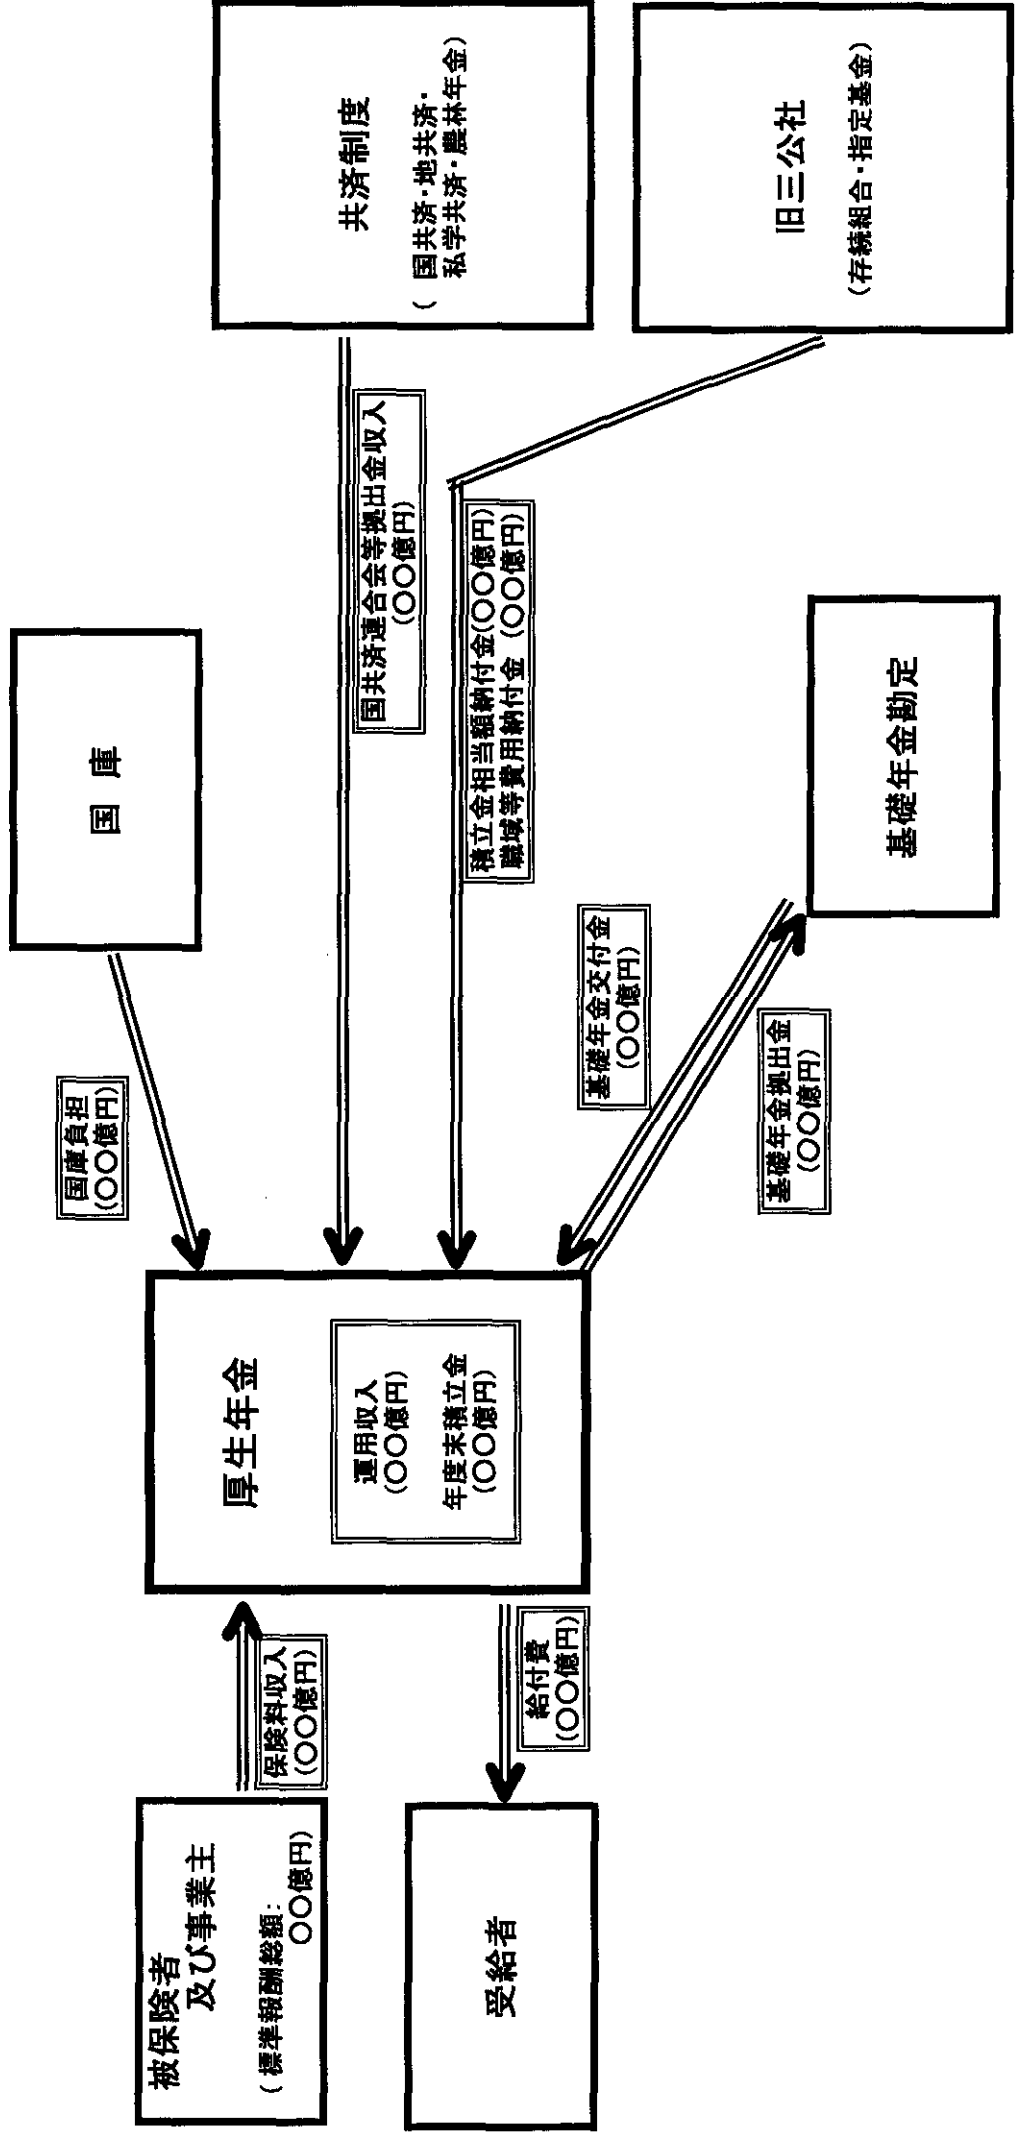 被保険者
及び事業主
(標準報酬総額:
〇〇億円)
受給者
保険料収入
(〇〇億円)
給付費
(〇〇億円)
厚生年金
運用収入
(〇〇億円)
年度末積立金
(〇〇億円)
国庫負担
(〇〇億円)
国 庫
国共済連合会等拠出金収入
(〇〇億円)
積立金相当額納付金(〇〇億円)
職域等費用納付金 (〇〇億円)
基礎年金交付金
(〇〇億円)
基礎年金拠出金
(〇〇億円)
基礎年金勘定
共済制度
( 国共済・地共済・
私学共済・農林年金)
旧三公社
(存続組合・指定基金)